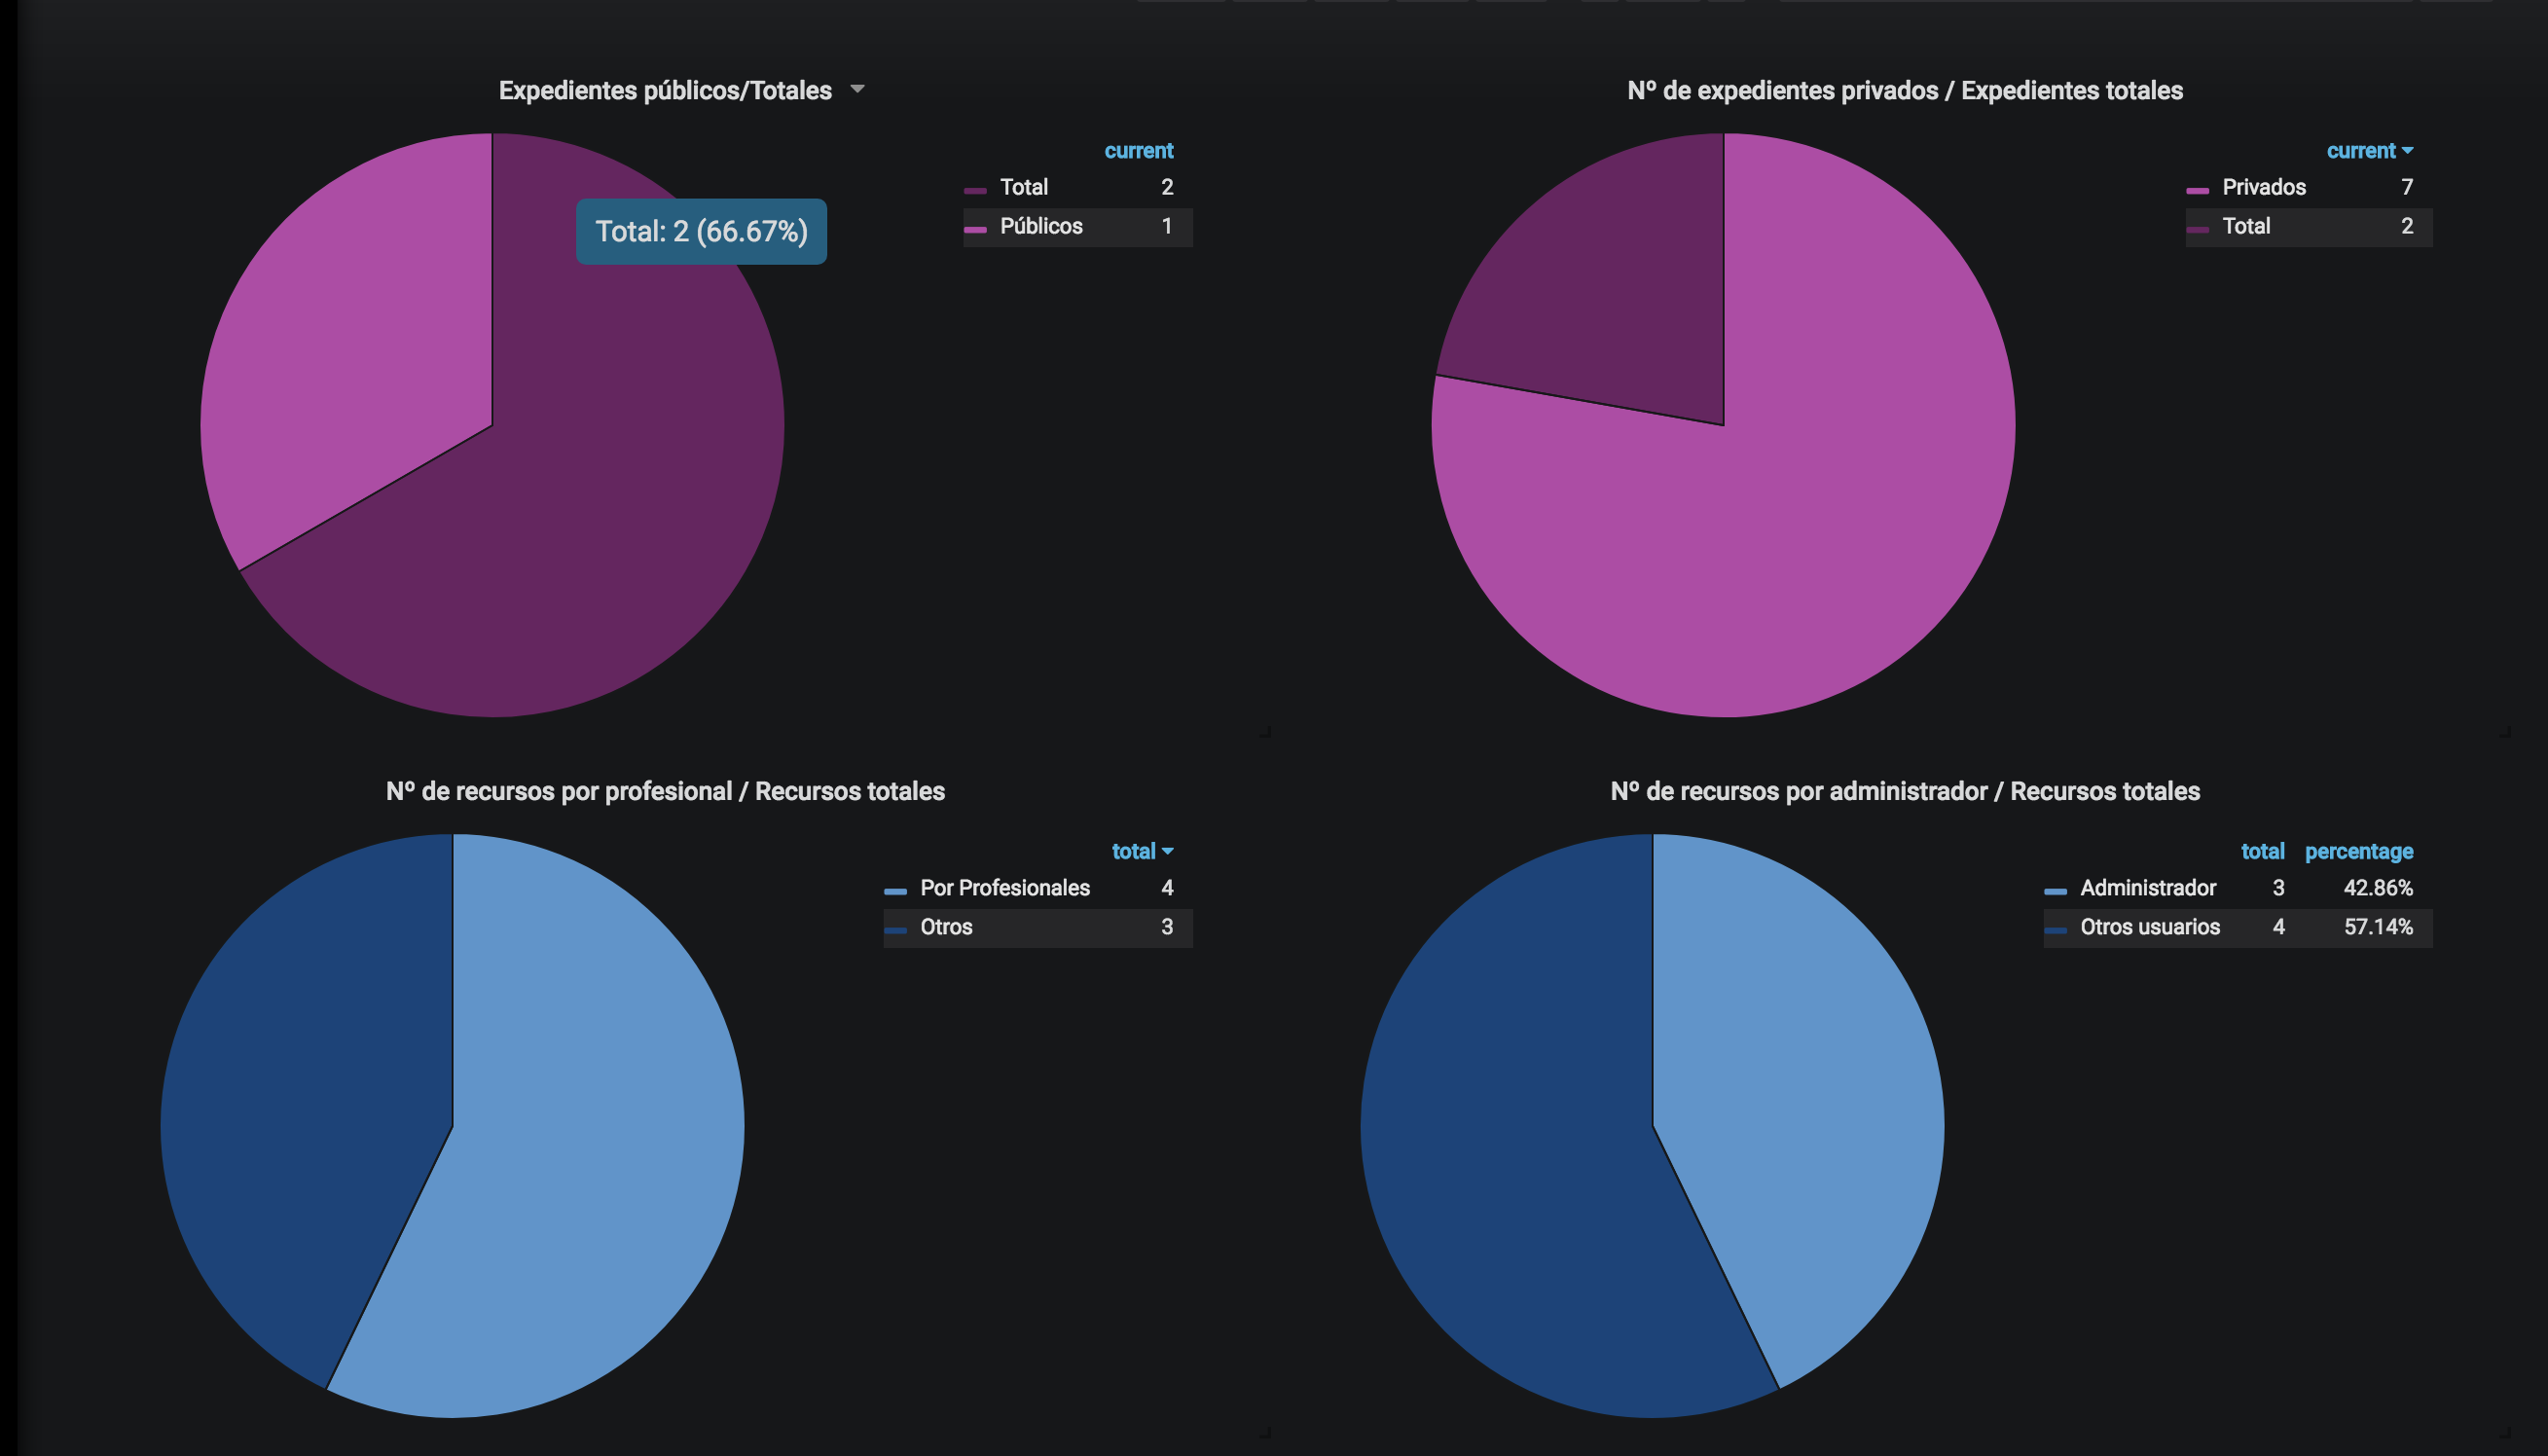 Expedientes públicos/Totales
current
Total 2
Públicos 1
Total: 2 (66.67%)
Nº de expedientes privados / Expedientes totales
current
Privados 7
Total 2
Nº de recursos por profesional / Recursos totales
total
Por Profesionales 4
Otros 3
Nº de recursos por administrador / Recursos totales
total percentage
Administrador 3 42.86%
Otros usuarios 4 57.14%